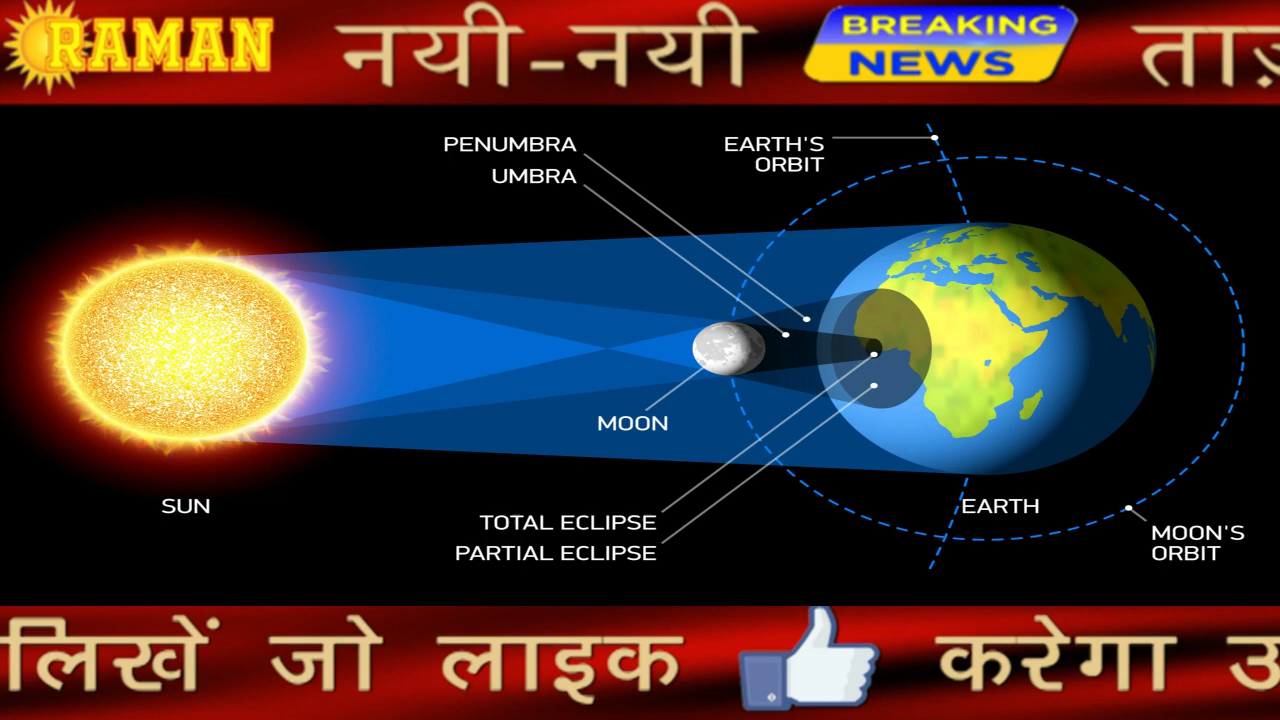 RAMAN नयी-नयी BREAKING
NEWS
PENUMBRA
UMBRA
EARTH'S
ORBIT
MOON
SUN
TOTAL ECLIPSE
PARTIAL ECLIPSE
EARTH
MOON'S
ORBIT
लिखें जो लाइक करेगा